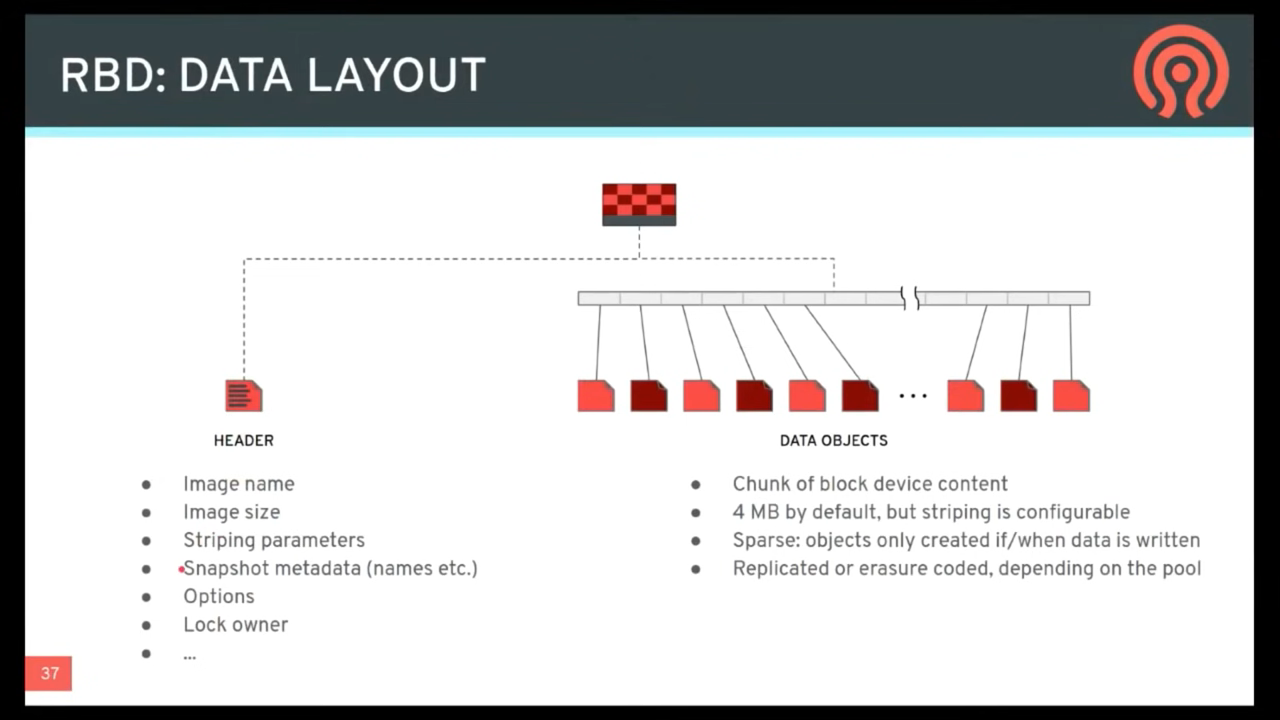 RBD: DATA LAYOUT
HEADER
● Image name
● Image size
● Striping parameters
● Snapshot metadata (names etc.)
● Options
● Lock owner
● ...
DATA OBJECTS
● Chunk of block device content
● 4 MB by default, but striping is configurable
● Sparse: objects only created if/when data is written
● Replicated or erasure coded, depending on the pool
37